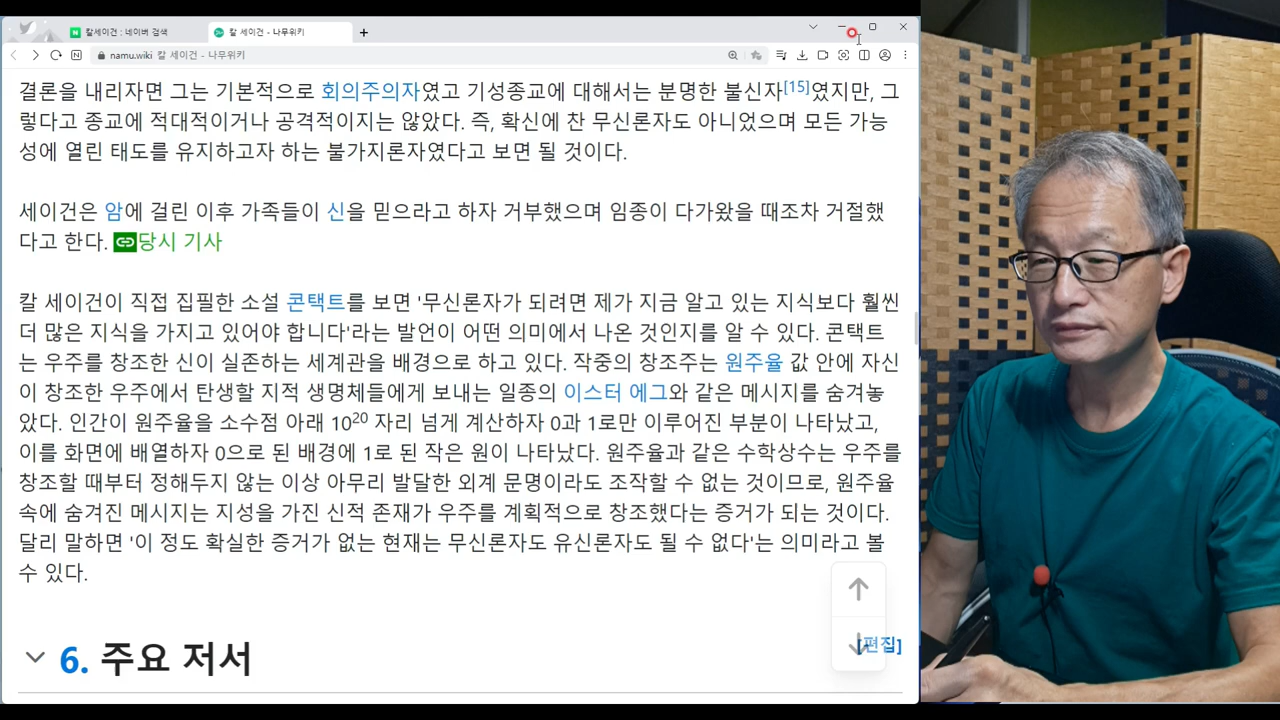 칼세이건 : 네이버 검색
칼 세이건 - 나무위키
namu.wiki 칼 세이건 - 나무위키
결론을 내리자면 그는 기본적으로 회의주의자였고 기성종교에 대해서는 분명한 불신자[15]였지만, 그
렇다고 종교에 적대적이거나 공격적이지는 않았다. 즉, 확신에 찬 무신론자도 아니었으며 모든 가능
성에 열린 태도를 유지하고자 하는 불가지론자였다고 보면 될 것이다.
세이건은 암에 걸린 이후 가족들이 신을 믿으라고 하자 거부했으며 임종이 다가왔을 때조차 거절했
다고 한다. 당시 기사
칼 세이건이 직접 집필한 소설 콘택트를 보면 '무신론자가 되려면 제가 지금 알고 있는 지식보다 훨씬
더 많은 지식을 가지고 있어야 합니다'라는 발언이 어떤 의미에서 나온 것인지를 알 수 있다. 콘택트
는 우주를 창조한 신이 실존하는 세계관을 배경으로 하고 있다. 작중의 창조주는 원주율 값 안에 자신
이 창조한 우주에서 탄생할 지적 생명체들에게 보내는 일종의 이스터 에그와 같은 메시지를 숨겨놓
았다. 인간이 원주율을 소수점 아래 10²⁰ 자리 넘게 계산하자 0과 1로만 이루어진 부분이 나타났고,
이를 화면에 배열하자 0으로 된 배경에 1로 된 작은 원이 나타났다. 원주율과 같은 수학상수는 우주를
창조할 때부터 정해두지 않는 이상 아무리 발달한 외계 문명이라도 조작할 수 없는 것이므로, 원주율
속에 숨겨진 메시지는 지성을 가진 신적 존재가 우주를 계획적으로 창조했다는 증거가 되는 것이다.
달리 말하면 '이 정도 확실한 증거가 없는 현재는 무신론자도 유신론자도 될 수 없다'는 의미라고 볼
수 있다.
6. 주요 저서
[편집]